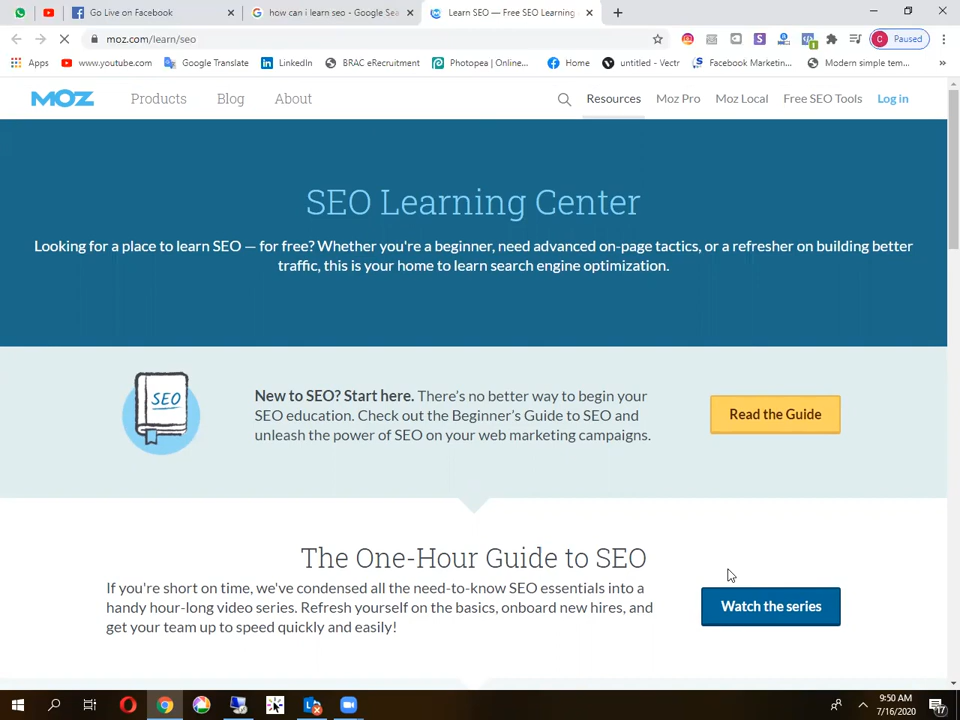 Go Live on Facebook
how can i learn seo - Google Sea
Learn SEO — Free SEO Learning
moz.com/learn/seo
Paused
Apps
www.youtube.com
Google Translate
LinkedIn
BRAC eRecruitment
Photopea | Online...
Home
untitled - Vectr
Facebook Marketin...
Modern simple tem...
»
MOZ
Products
Blog
About
Resources
Moz Pro
Moz Local
Free SEO Tools
Log in
SEO Learning Center
Looking for a place to learn SEO — for free? Whether you're a beginner, need advanced on-page tactics, or a refresher on building better
traffic, this is your home to learn search engine optimization.
SEO
New to SEO? Start here. There's no better way to begin your
SEO education. Check out the Beginner's Guide to SEO and
unleash the power of SEO on your web marketing campaigns.
Read the Guide
The One-Hour Guide to SEO
If you're short on time, we've condensed all the need-to-know SEO essentials into a
handy hour-long video series. Refresh yourself on the basics, onboard new hires, and
get your team up to speed quickly and easily!
Watch the series
9:50 AM
7/16/2020
17